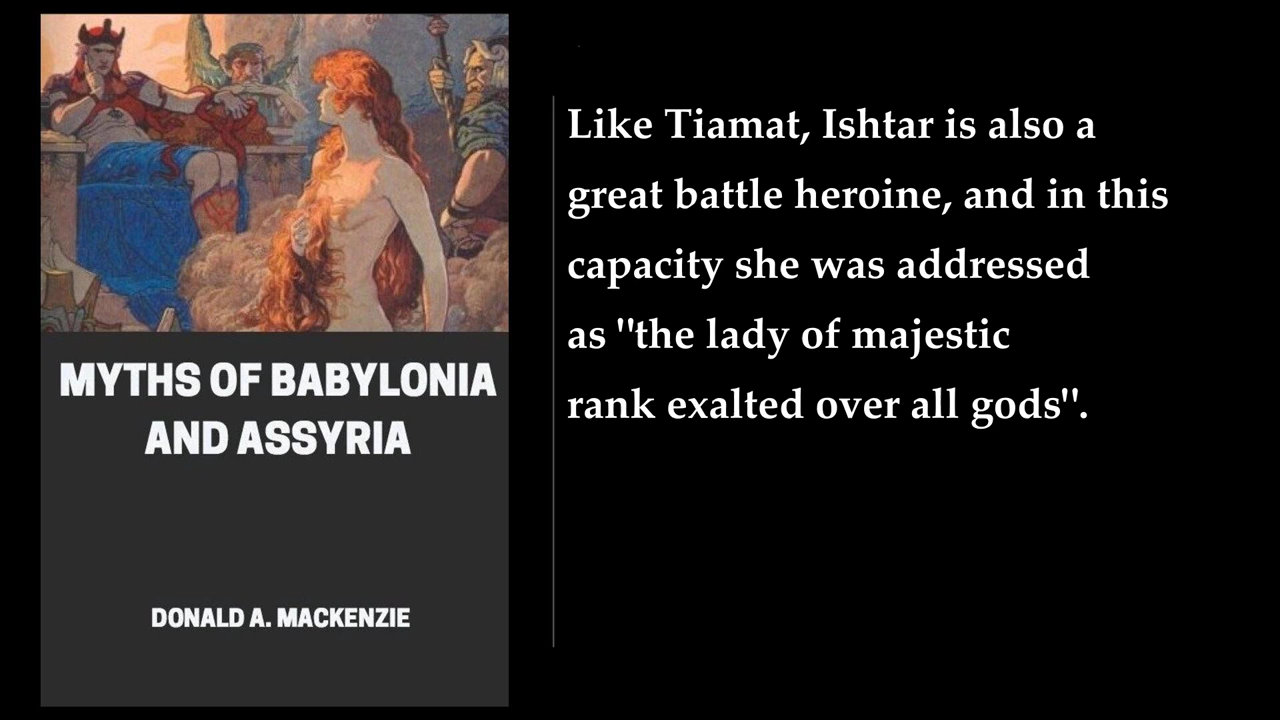 MYTHS OF BABYLONIA
AND ASSYRIA
DONALD A. MACKENZIE
Like Tiamat, Ishtar is also a
great battle heroine, and in this
capacity she was addressed
as "the lady of majestic
rank exalted over all gods".